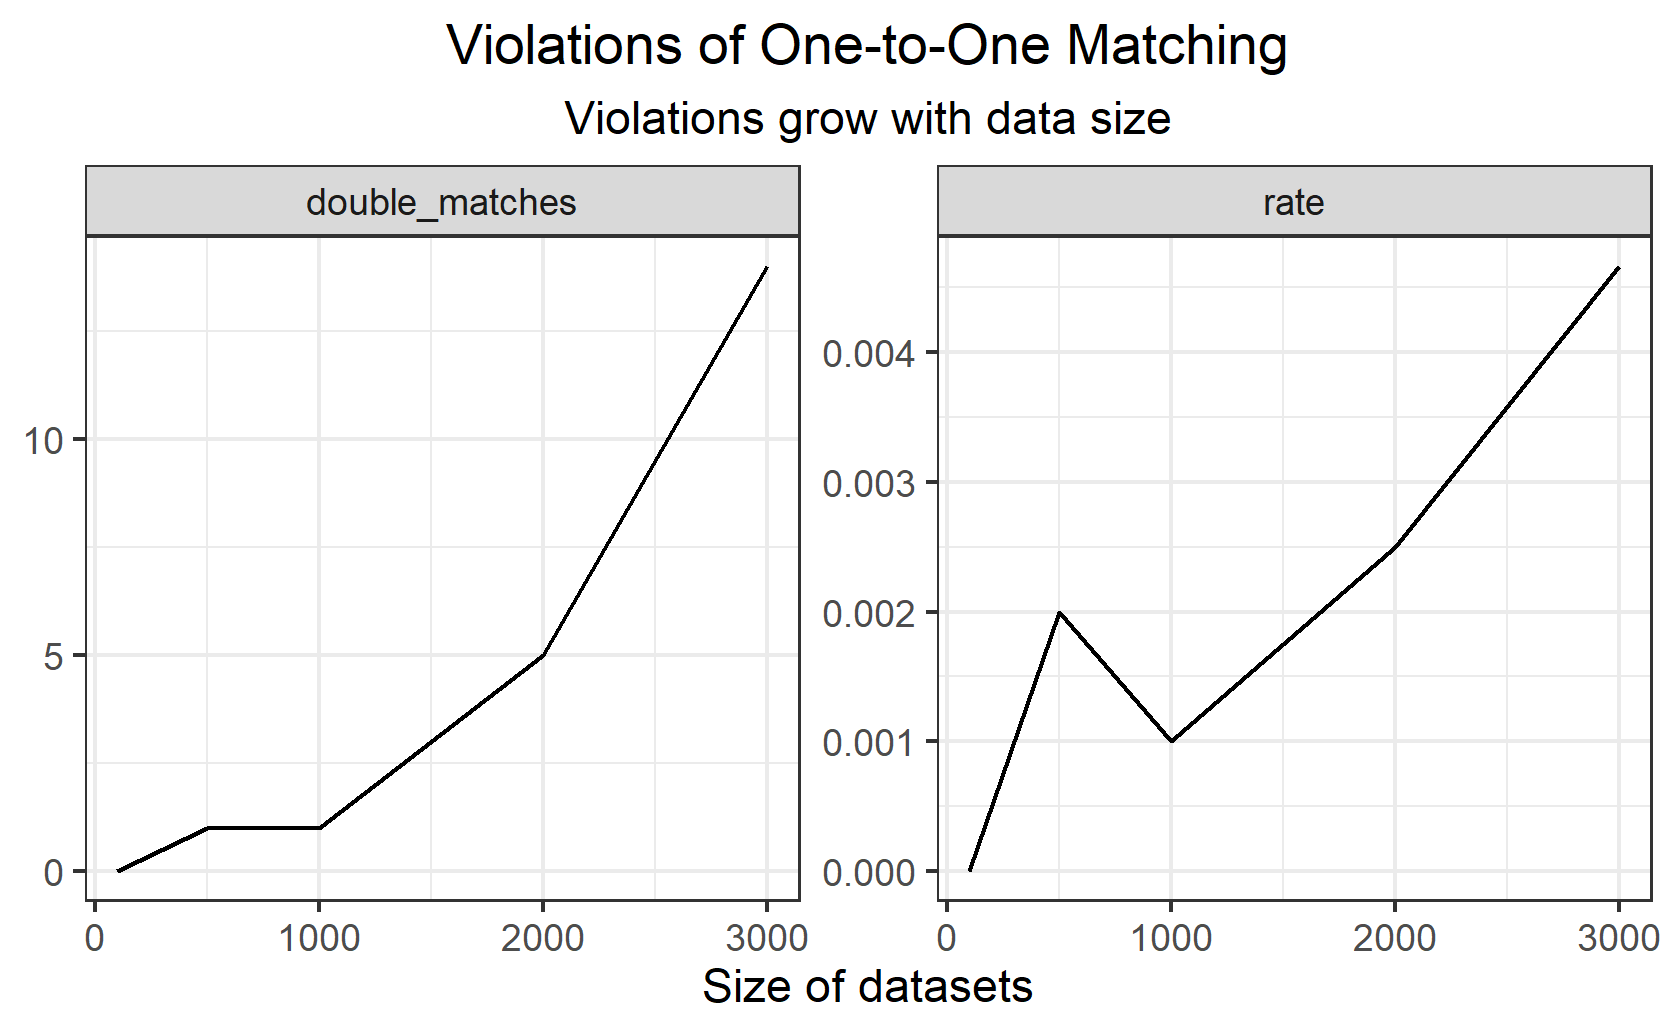 Violations of One-to-One Matching
Violations grow with data size
double_matches
rate
10
5
0
0.004
0.003
0.002
0.001
0.000
0 1000 2000 3000
0 1000 2000 3000
Size of datasets